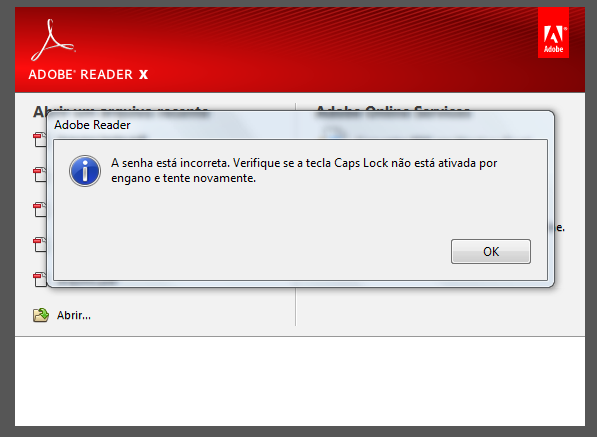 Adobe
ADOBE® READER X
Abrir um arquivo recente
Adobe Online Services
Adobe Reader
A senha está incorreta. Verifique se a tecla Caps Lock não está ativada por
engano e tente novamente.
e.
OK
Abrir...